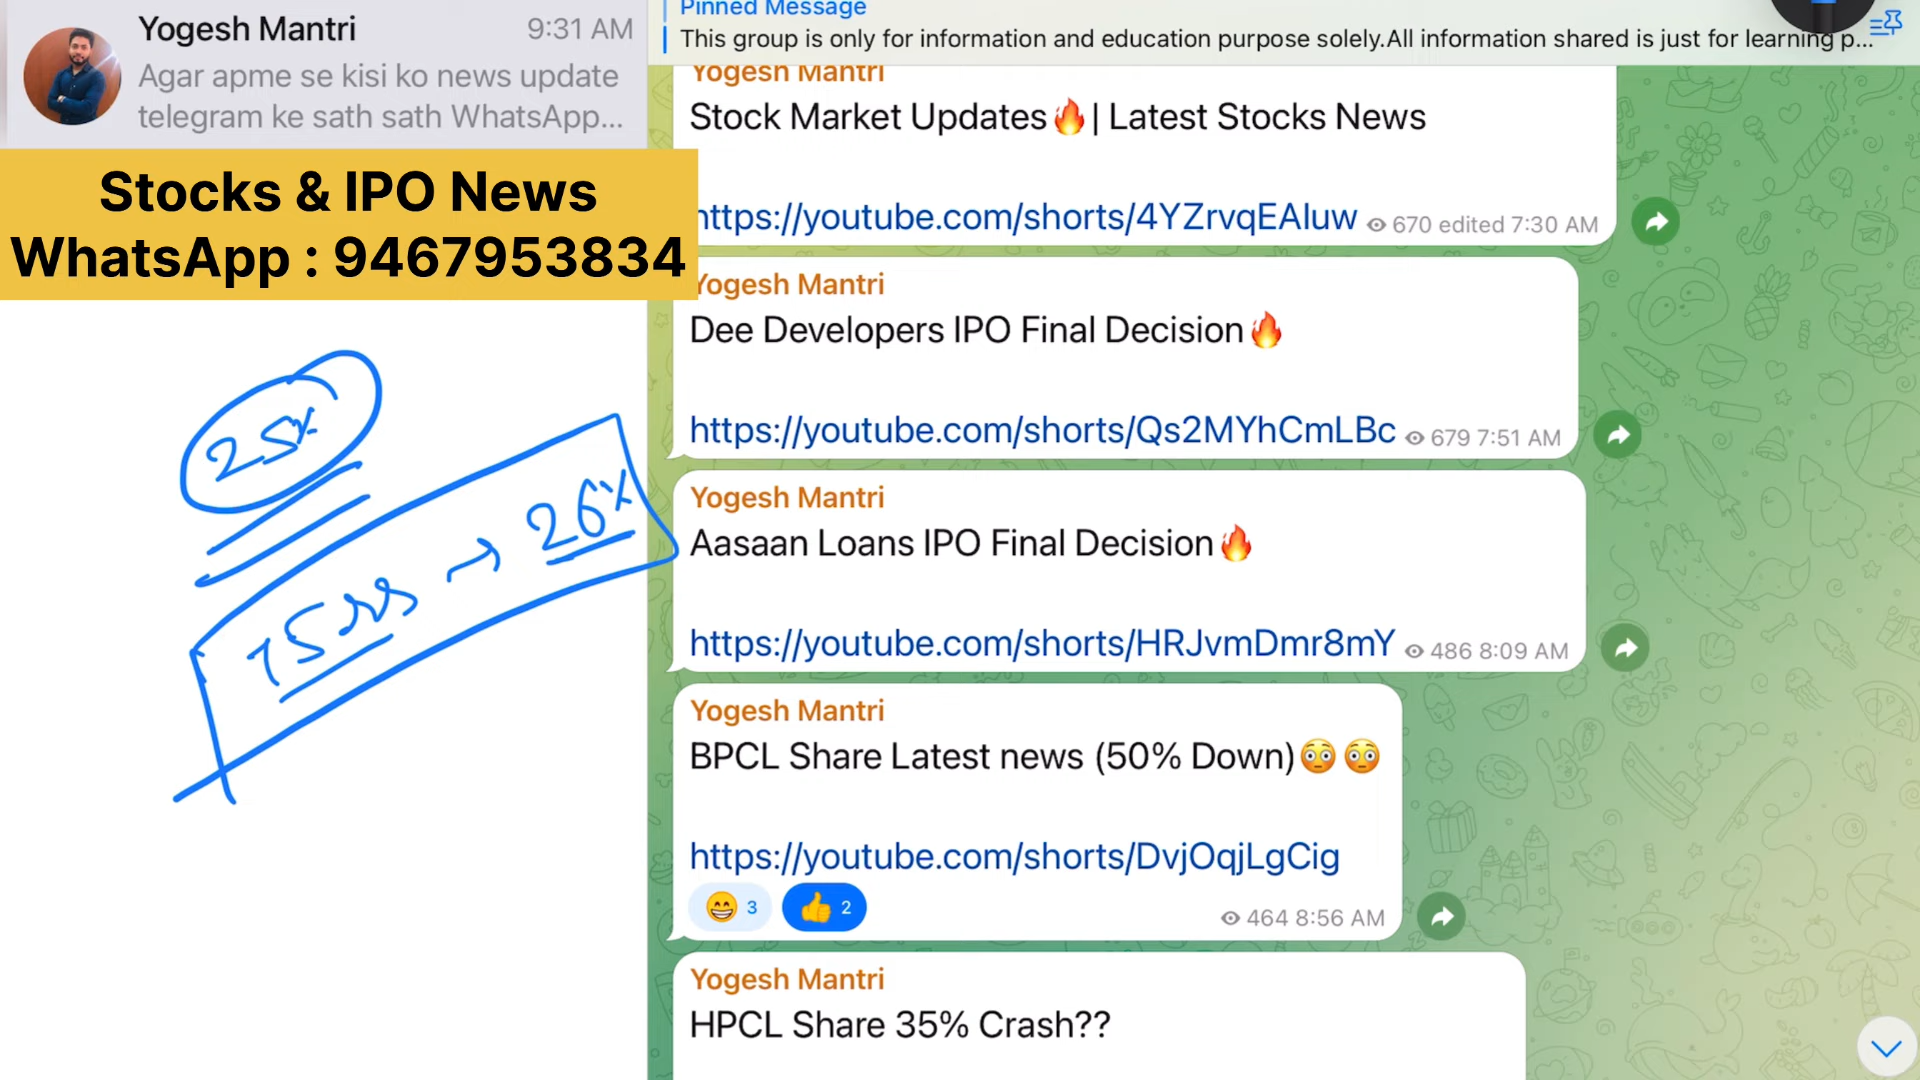 Yogesh Mantri
9:31 AM
Agar apme se kisi ko news update
telegram ke sath sath WhatsApp...
Stocks & IPO News
WhatsApp : 9467953834
25%
75rs → 26%
Pinned Message
This group is only for information and education purpose solely.All information shared is just for learning p...
Yogesh Mantri
Stock Market Updates🔥| Latest Stocks News
https://youtube.com/shorts/4YZrvqEAIuw
670 edited 7:30 AM
Yogesh Mantri
Dee Developers IPO Final Decision🔥
https://youtube.com/shorts/Qs2MYhCmLBc
679 7:51 AM
Yogesh Mantri
Aasaan Loans IPO Final Decision🔥
https://youtube.com/shorts/HRJvmDmr8mY
486 8:09 AM
Yogesh Mantri
BPCL Share Latest news (50% Down)😳😳
https://youtube.com/shorts/DvjOqjLgCig
😁 3 👍 2
464 8:56 AM
Yogesh Mantri
HPCL Share 35% Crash??